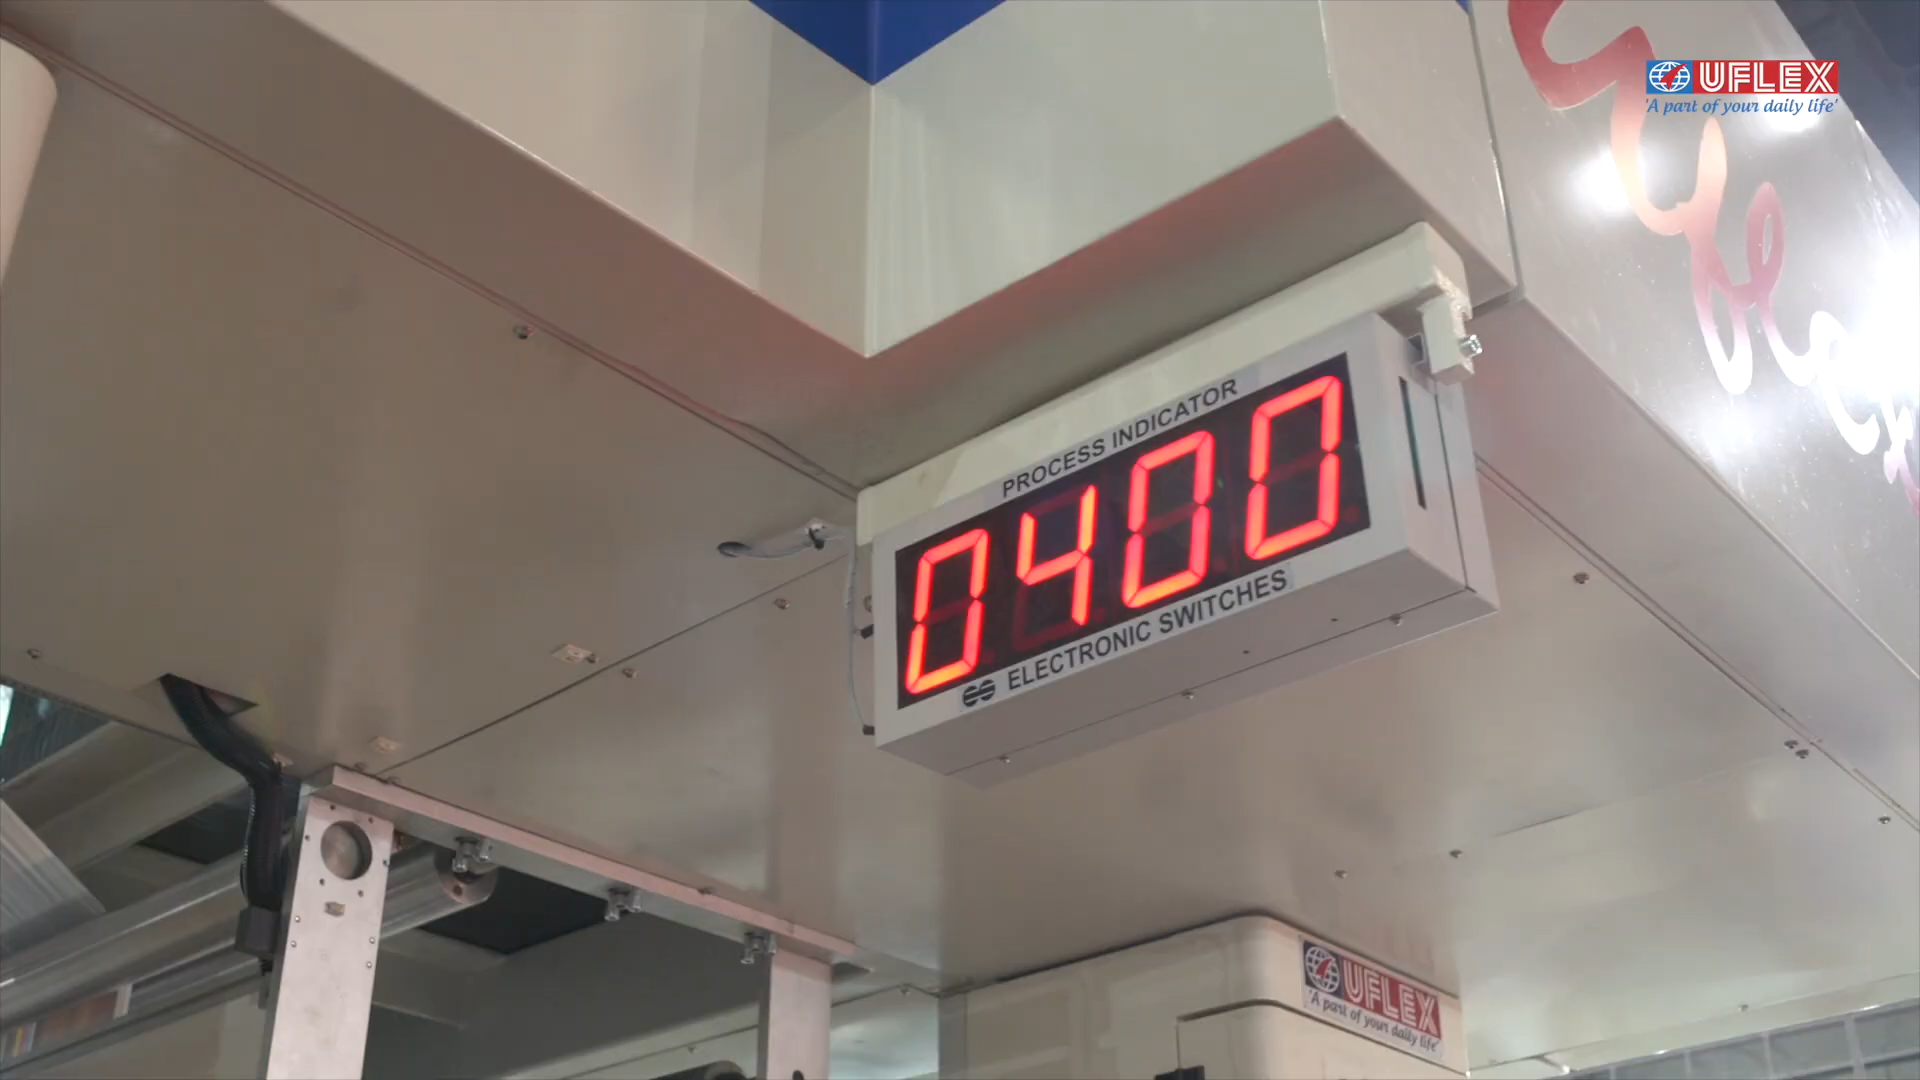 UFLEX
'A part of your daily life'
PROCESS INDICATOR
0400
ELECTRONIC SWITCHES
UFLEX
'A part of your daily life'